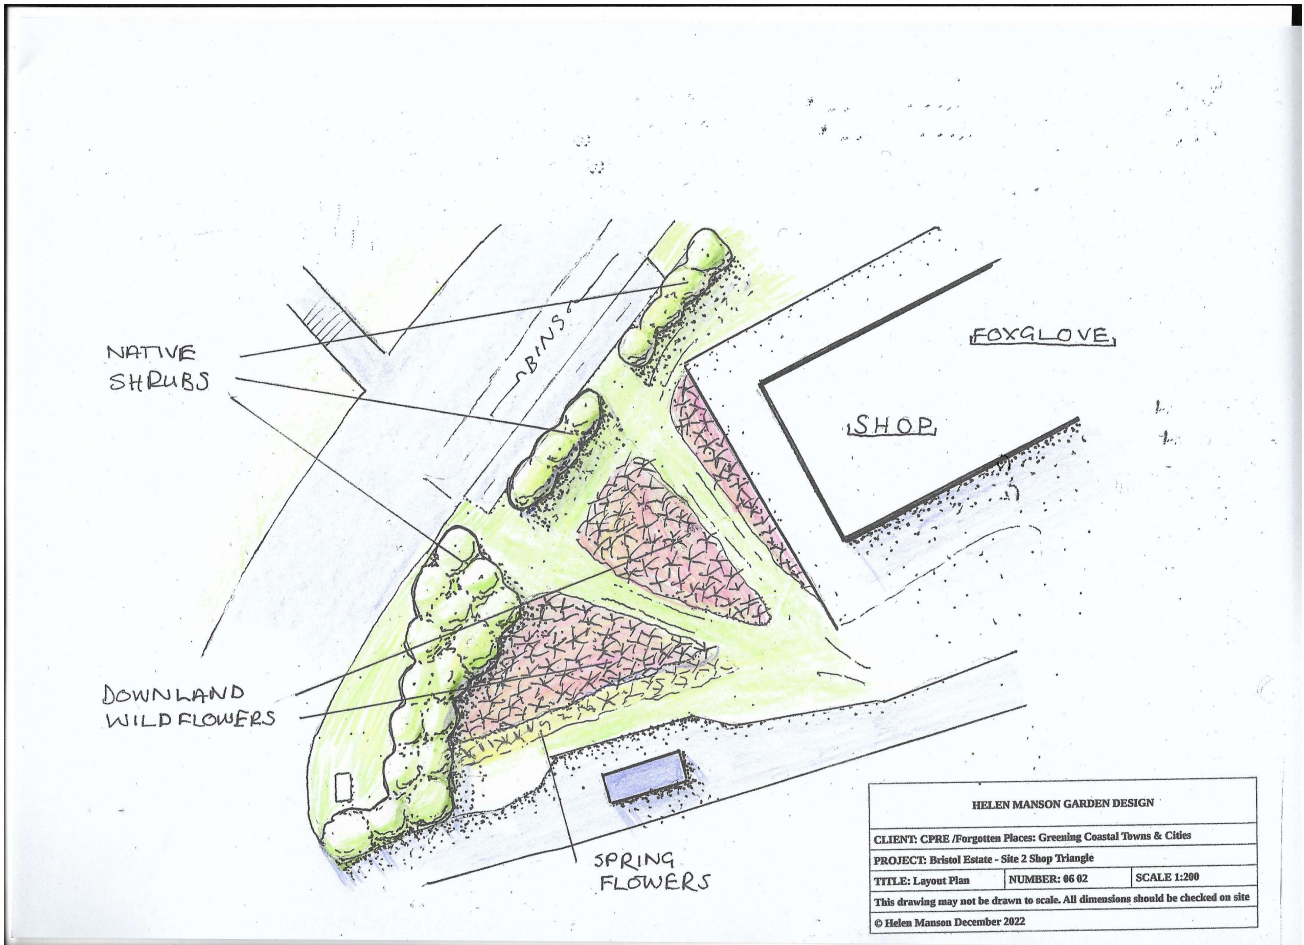 FOXGLOVE
NATIVE
SHRUBS
BINS
SHOP
DOWNLAND
WILDFLOWERS
SPRING
FLOWERS
HELEN MANSON GARDEN DESIGN
CLIENT: CPRE /Forgotten Places: Greening Coastal Towns & Cities
PROJECT: Bristol Estate - Site 2 Shop Triangle
TITLE: Layout Plan NUMBER: 06 02 SCALE 1:200
This drawing may not be drawn to scale. All dimensions should be checked on site
© Helen Manson December 2022